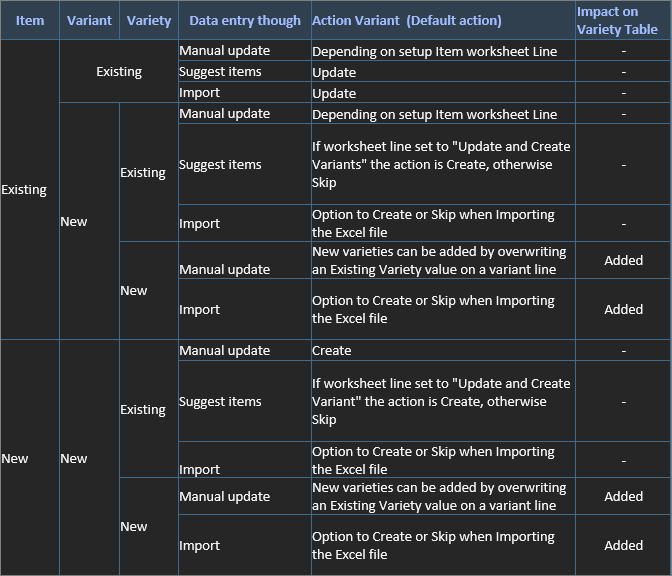 Item Variant Variety Data entry though Action Variant (Default action) Impact on Variety Table
Existing
Existing
Manual update Depending on setup Item worksheet Line -
Suggest items Update -
Import Update -
New
Existing
Manual update Depending on setup Item worksheet Line -
Suggest items
If worksheet line set to "Update and Create
Variants" the action is Create, otherwise
Skip
-
Import
Option to Create or Skip when Importing
the Excel file
-
New
Manual update
New varieties can be added by overwriting
an Existing Variety value on a variant line
Added
Import
Option to Create or Skip when Importing
the Excel file
Added
New
New
Existing
Manual update Create -
Suggest items
If worksheet line set to "Update and Create
Variant" the action is Create, otherwise
Skip
-
Import
Option to Create or Skip when Importing
the Excel file
-
New
Manual update
New varieties can be added by overwriting
an Existing Variety value on a variant line
Added
Import
Option to Create or Skip when Importing
the Excel file
Added